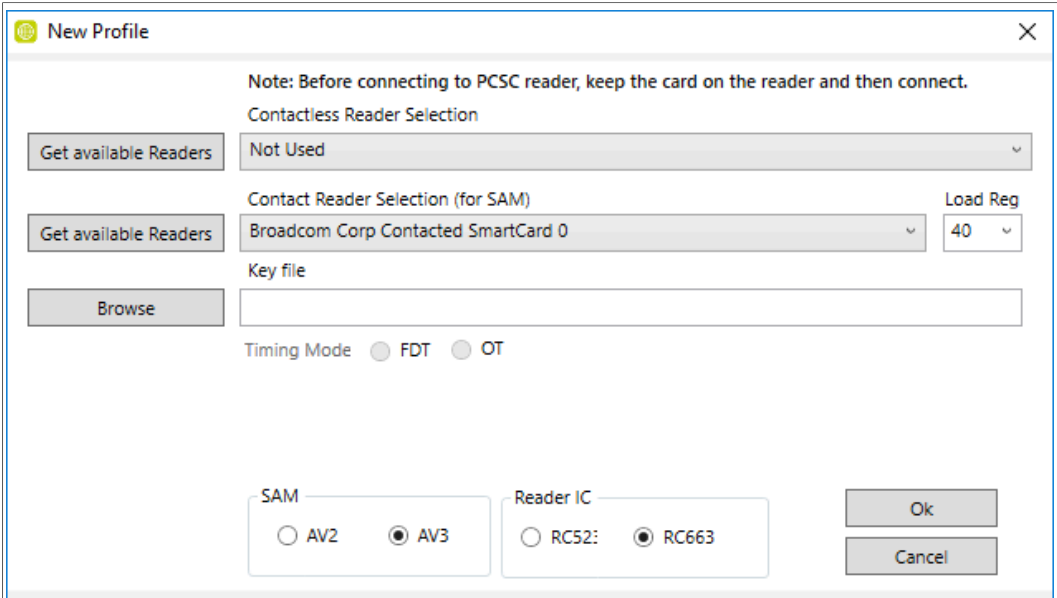 New Profile
Note: Before connecting to PCSC reader, keep the card on the reader and then connect.
Contactless Reader Selection
Get available Readers
Not Used
Contact Reader Selection (for SAM)
Load Reg
Get available Readers
Broadcom Corp Contacted SmartCard 0
40
Key file
Browse
Timing Mode FDT OT
SAM
AV2 AV3
Reader IC
RC523 RC663
Ok
Cancel